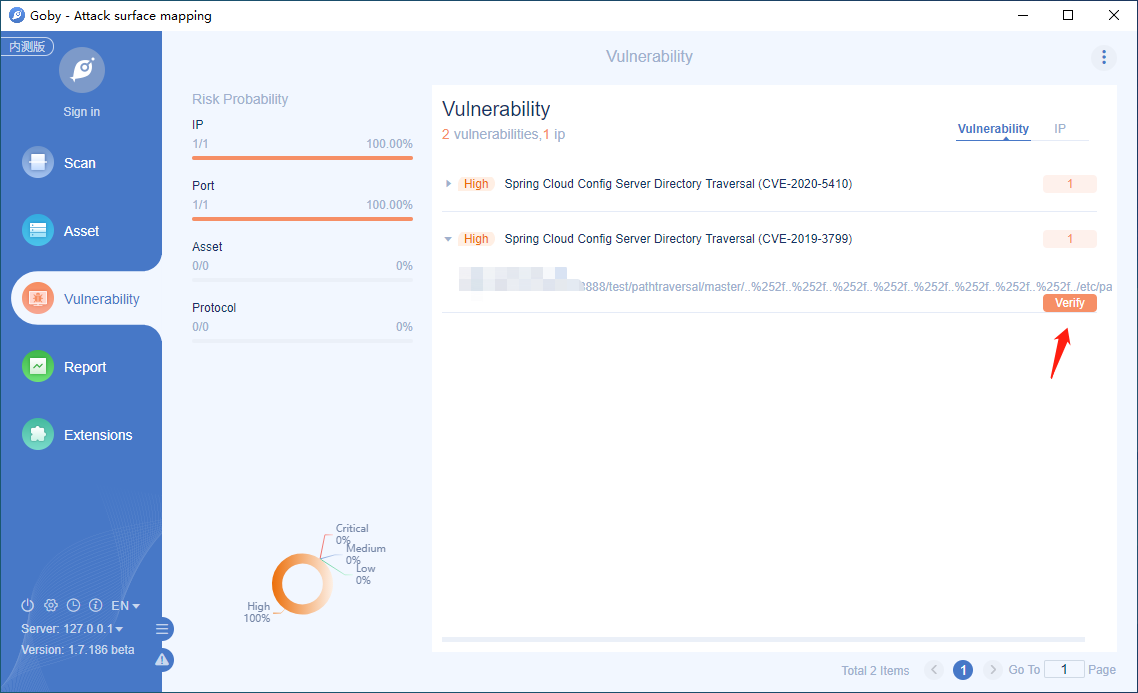 Goby - Attack surface mapping
内测版
Sign in
Scan
Asset
Vulnerability
Report
Extensions
EN
Server: 127.0.0.1
Version: 1.7.186 beta
Vulnerability
Risk Probability
IP
1/1 100.00%
Port
1/1 100.00%
Asset
0/0 0%
Protocol
0/0 0%
Critical
0%
Medium
0%
Low
0%
High
100%
Vulnerability
2 vulnerabilities,1 ip
Vulnerability IP
High Spring Cloud Config Server Directory Traversal (CVE-2020-5410) 1
High Spring Cloud Config Server Directory Traversal (CVE-2019-3799) 1
8888/test/pathtraversal/master/..%252f..%252f..%252f..%252f..%252f..%252f..%252f..%252f../etc/pa
Verify
Total 2 Items 1 Go To 1 Page